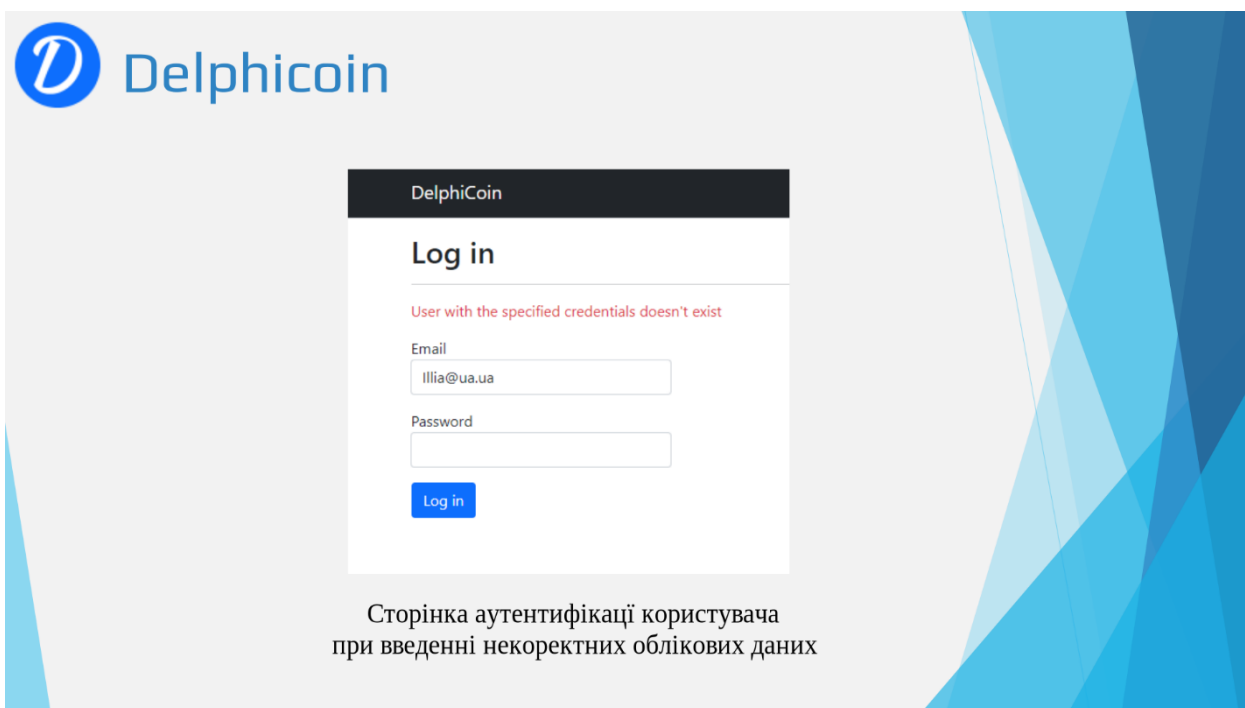 Delphicoin
DelphiCoin
Log in
User with the specified credentials doesn't exist
Email
Illia@ua.ua
Password
Log in
Сторінка аутентифікацї користувача
при введенні некоректних облікових даних